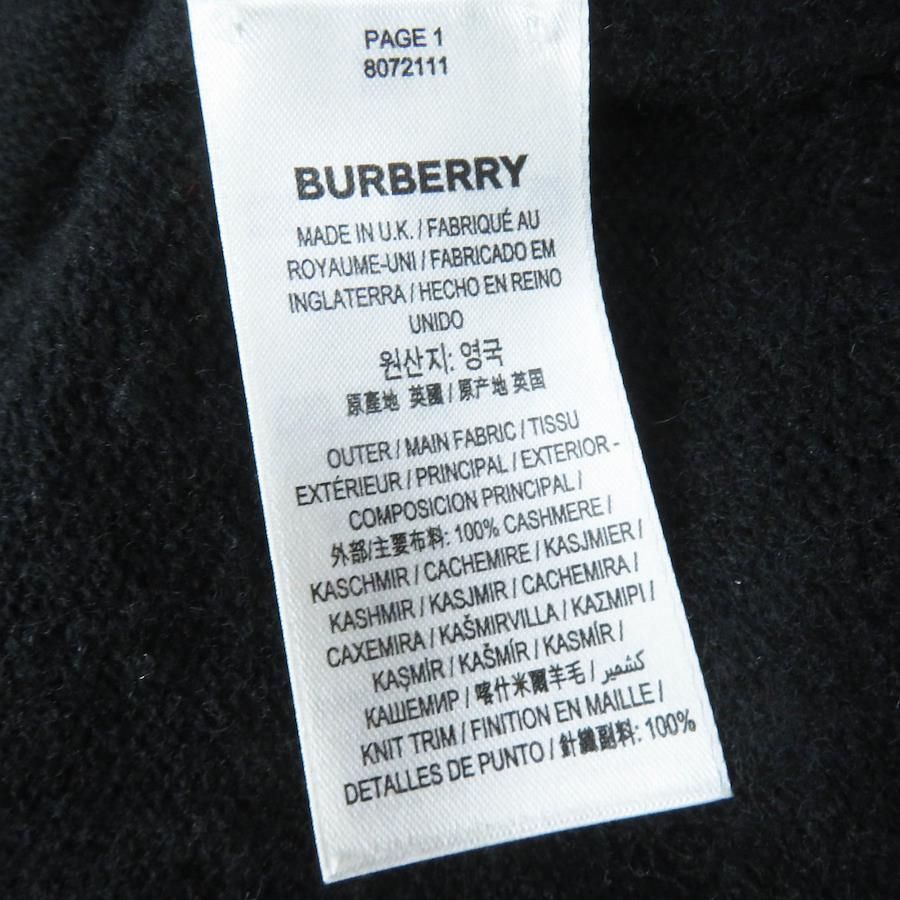 PAGE 1
8072111
BURBERRY
MADE IN U.K. / FABRIQUÉ AU
ROYAUME-UNI / FABRICADO EM
INGLATERRA / HECHO EN REINO
UNIDO
원산지: 영국
原產地 英國 / 原产地 英国
OUTER / MAIN FABRIC / TISSU
EXTÉRIEUR / PRINCIPAL / EXTERIOR -
COMPOSICION PRINCIPAL /
外部/主要布料: 100% CASHMERE /
KASCHMIR / CACHEMIRE / KASJMIER /
KASHMIR / KASJMIR / CACHEMIRA /
CAXEMIRA / KAŠMIRVILLA / ΚΑΣΜΙΡΙ /
KAŞMİR / KAŠMÍR / KASMÍR /
КАШЕМИР / 喀什米爾羊毛 / كشمير /
KNIT TRIM / FINITION EN MAILLE /
DETALLES DE PUNTO / 針織副料: 100%